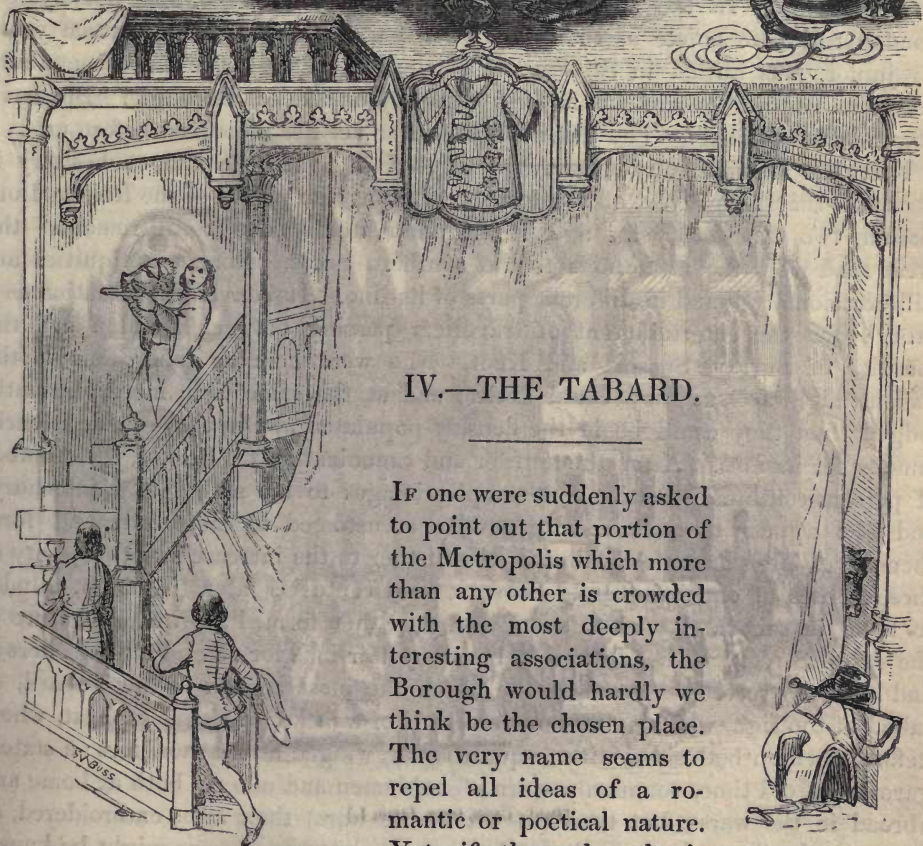 S. SLY.
IV.—THE TABARD.
IF one were suddenly asked
to point out that portion of
the Metropolis which more
than any other is crowded
with the most deeply in-
teresting associations, the
Borough would hardly we
think be the chosen place.
The very name seems to
repel all ideas of a ro-
mantic or poetical nature.
S. W. BUSS